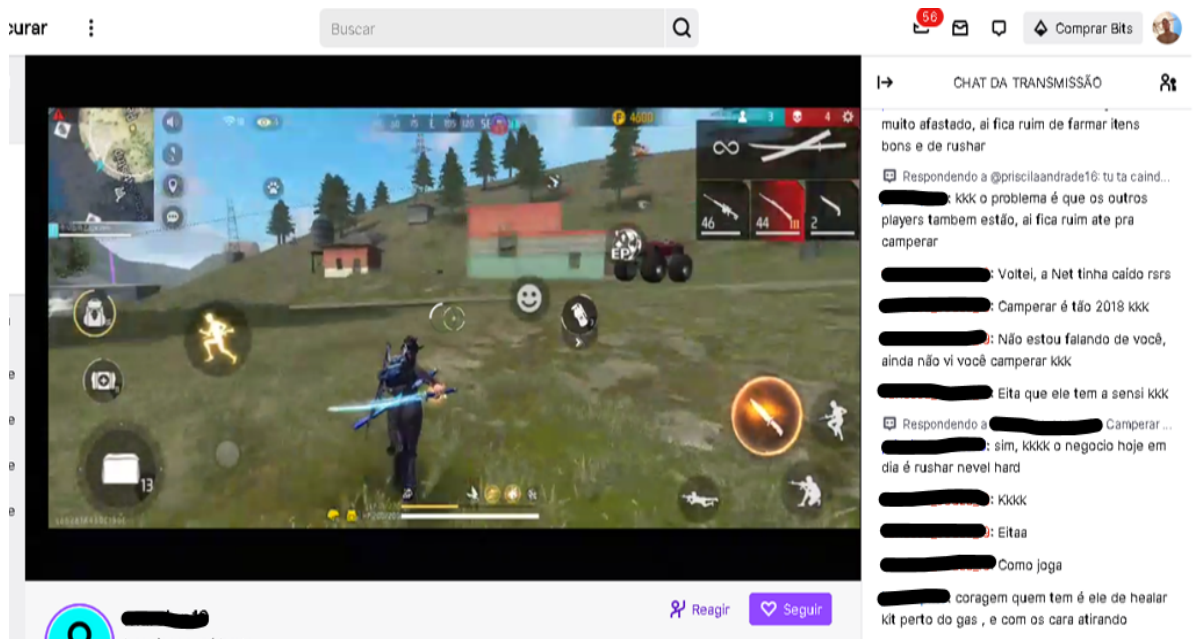 curar
Buscar
56
Comprar Bits
CHAT DA TRANSMISSÃO
muito afastado, ai fica ruim de farmar itens
bons e de rushar
Respondendo a @priscilaandrade16: tu ta caind...
kkk o problema é que os outros
players tambem estão, ai fica ruim ate pra
camperar
: Voltei, a Net tinha caído rsrs
: Camperar é tão 2018 kkk
: Não estou falando de você,
ainda não vi você camperar kkk
: Eita que ele tem a sensi kkk
Respondendo a Camperar ...
: sim, kkkk o negocio hoje em
dia é rushar nevel hard
: Kkkk
: Eitaa
Como joga
coragem quem tem é ele de healar
kit perto do gas , e com os cara atirando
4600
3
4
46
44
2
EP
13
Reagir
Seguir